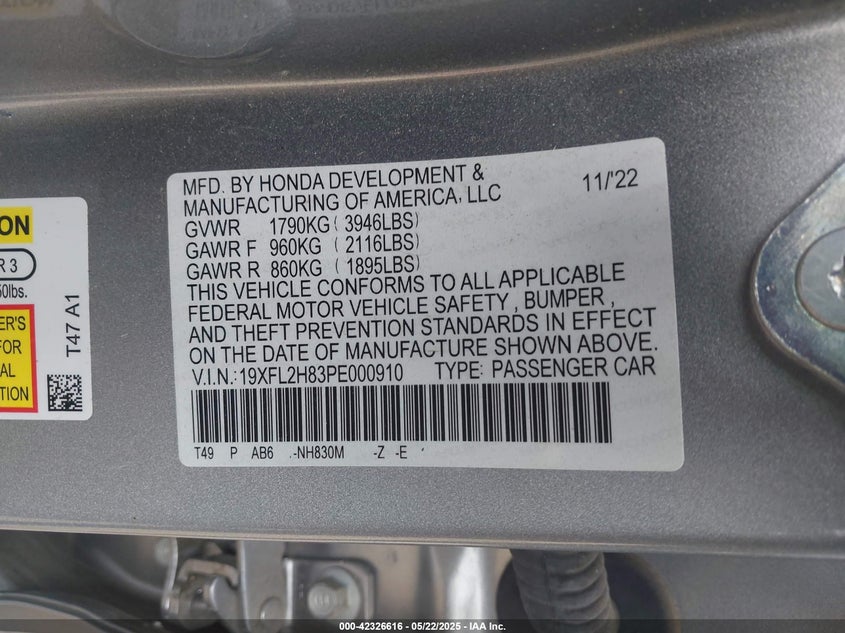 MFD. BY HONDA DEVELOPMENT &
MANUFACTURING OF AMERICA, LLC
11/'22
GVWR 1790KG ( 3946LBS)
GAWR F 960KG ( 2116LBS)
GAWR R 860KG ( 1895LBS)
THIS VEHICLE CONFORMS TO ALL APPLICABLE
FEDERAL MOTOR VEHICLE SAFETY , BUMPER ,
AND THEFT PREVENTION STANDARDS IN EFFECT
ON THE DATE OF MANUFACTURE SHOWN ABOVE.
V.I.N.:19XFL2H83PE000910 TYPE: PASSENGER CAR
T49 P AB6 .-NH830M -Z -E
ON
R 3
50lbs.
ER'S
FOR
AL
TION
T47 A1
000-42326616 - 05/22/2025 - IAA Inc.